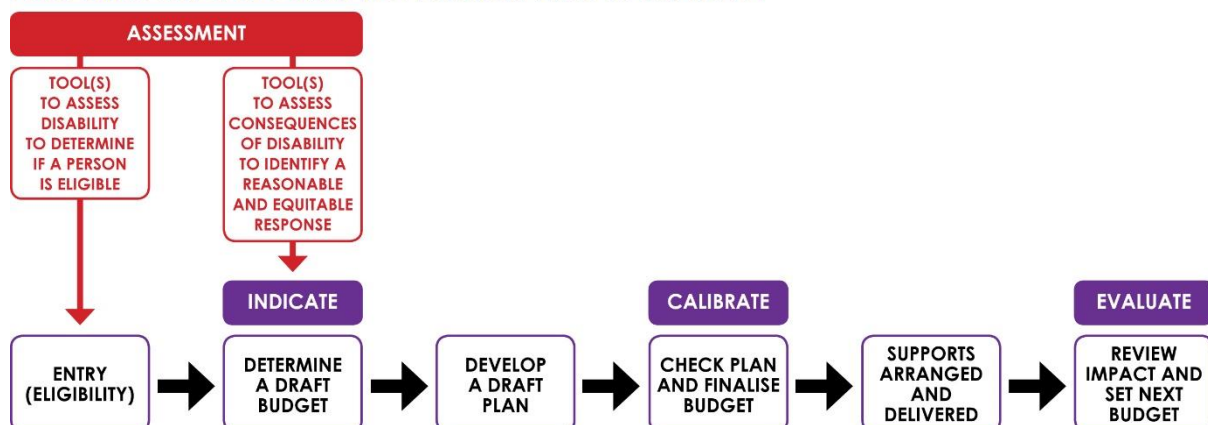 ASSESSMENT
TOOL(S)
TO ASSESS
DISABILITY
TO DETERMINE
IF A PERSON
IS ELIGIBLE
TOOL(S)
TO ASSESS
CONSEQUENCES
OF DISABILITY
TO IDENTIFY A
REASONABLE
AND EQUITABLE
RESPONSE
INDICATE
CALIBRATE
EVALUATE
ENTRY
(ELIGIBILITY)
DETERMINE
A DRAFT
BUDGET
DEVELOP
A DRAFT
PLAN
CHECK PLAN
AND FINALISE
BUDGET
SUPPORTS
ARRANGED
AND
DELIVERED
REVIEW
IMPACT AND
SET NEXT
BUDGET